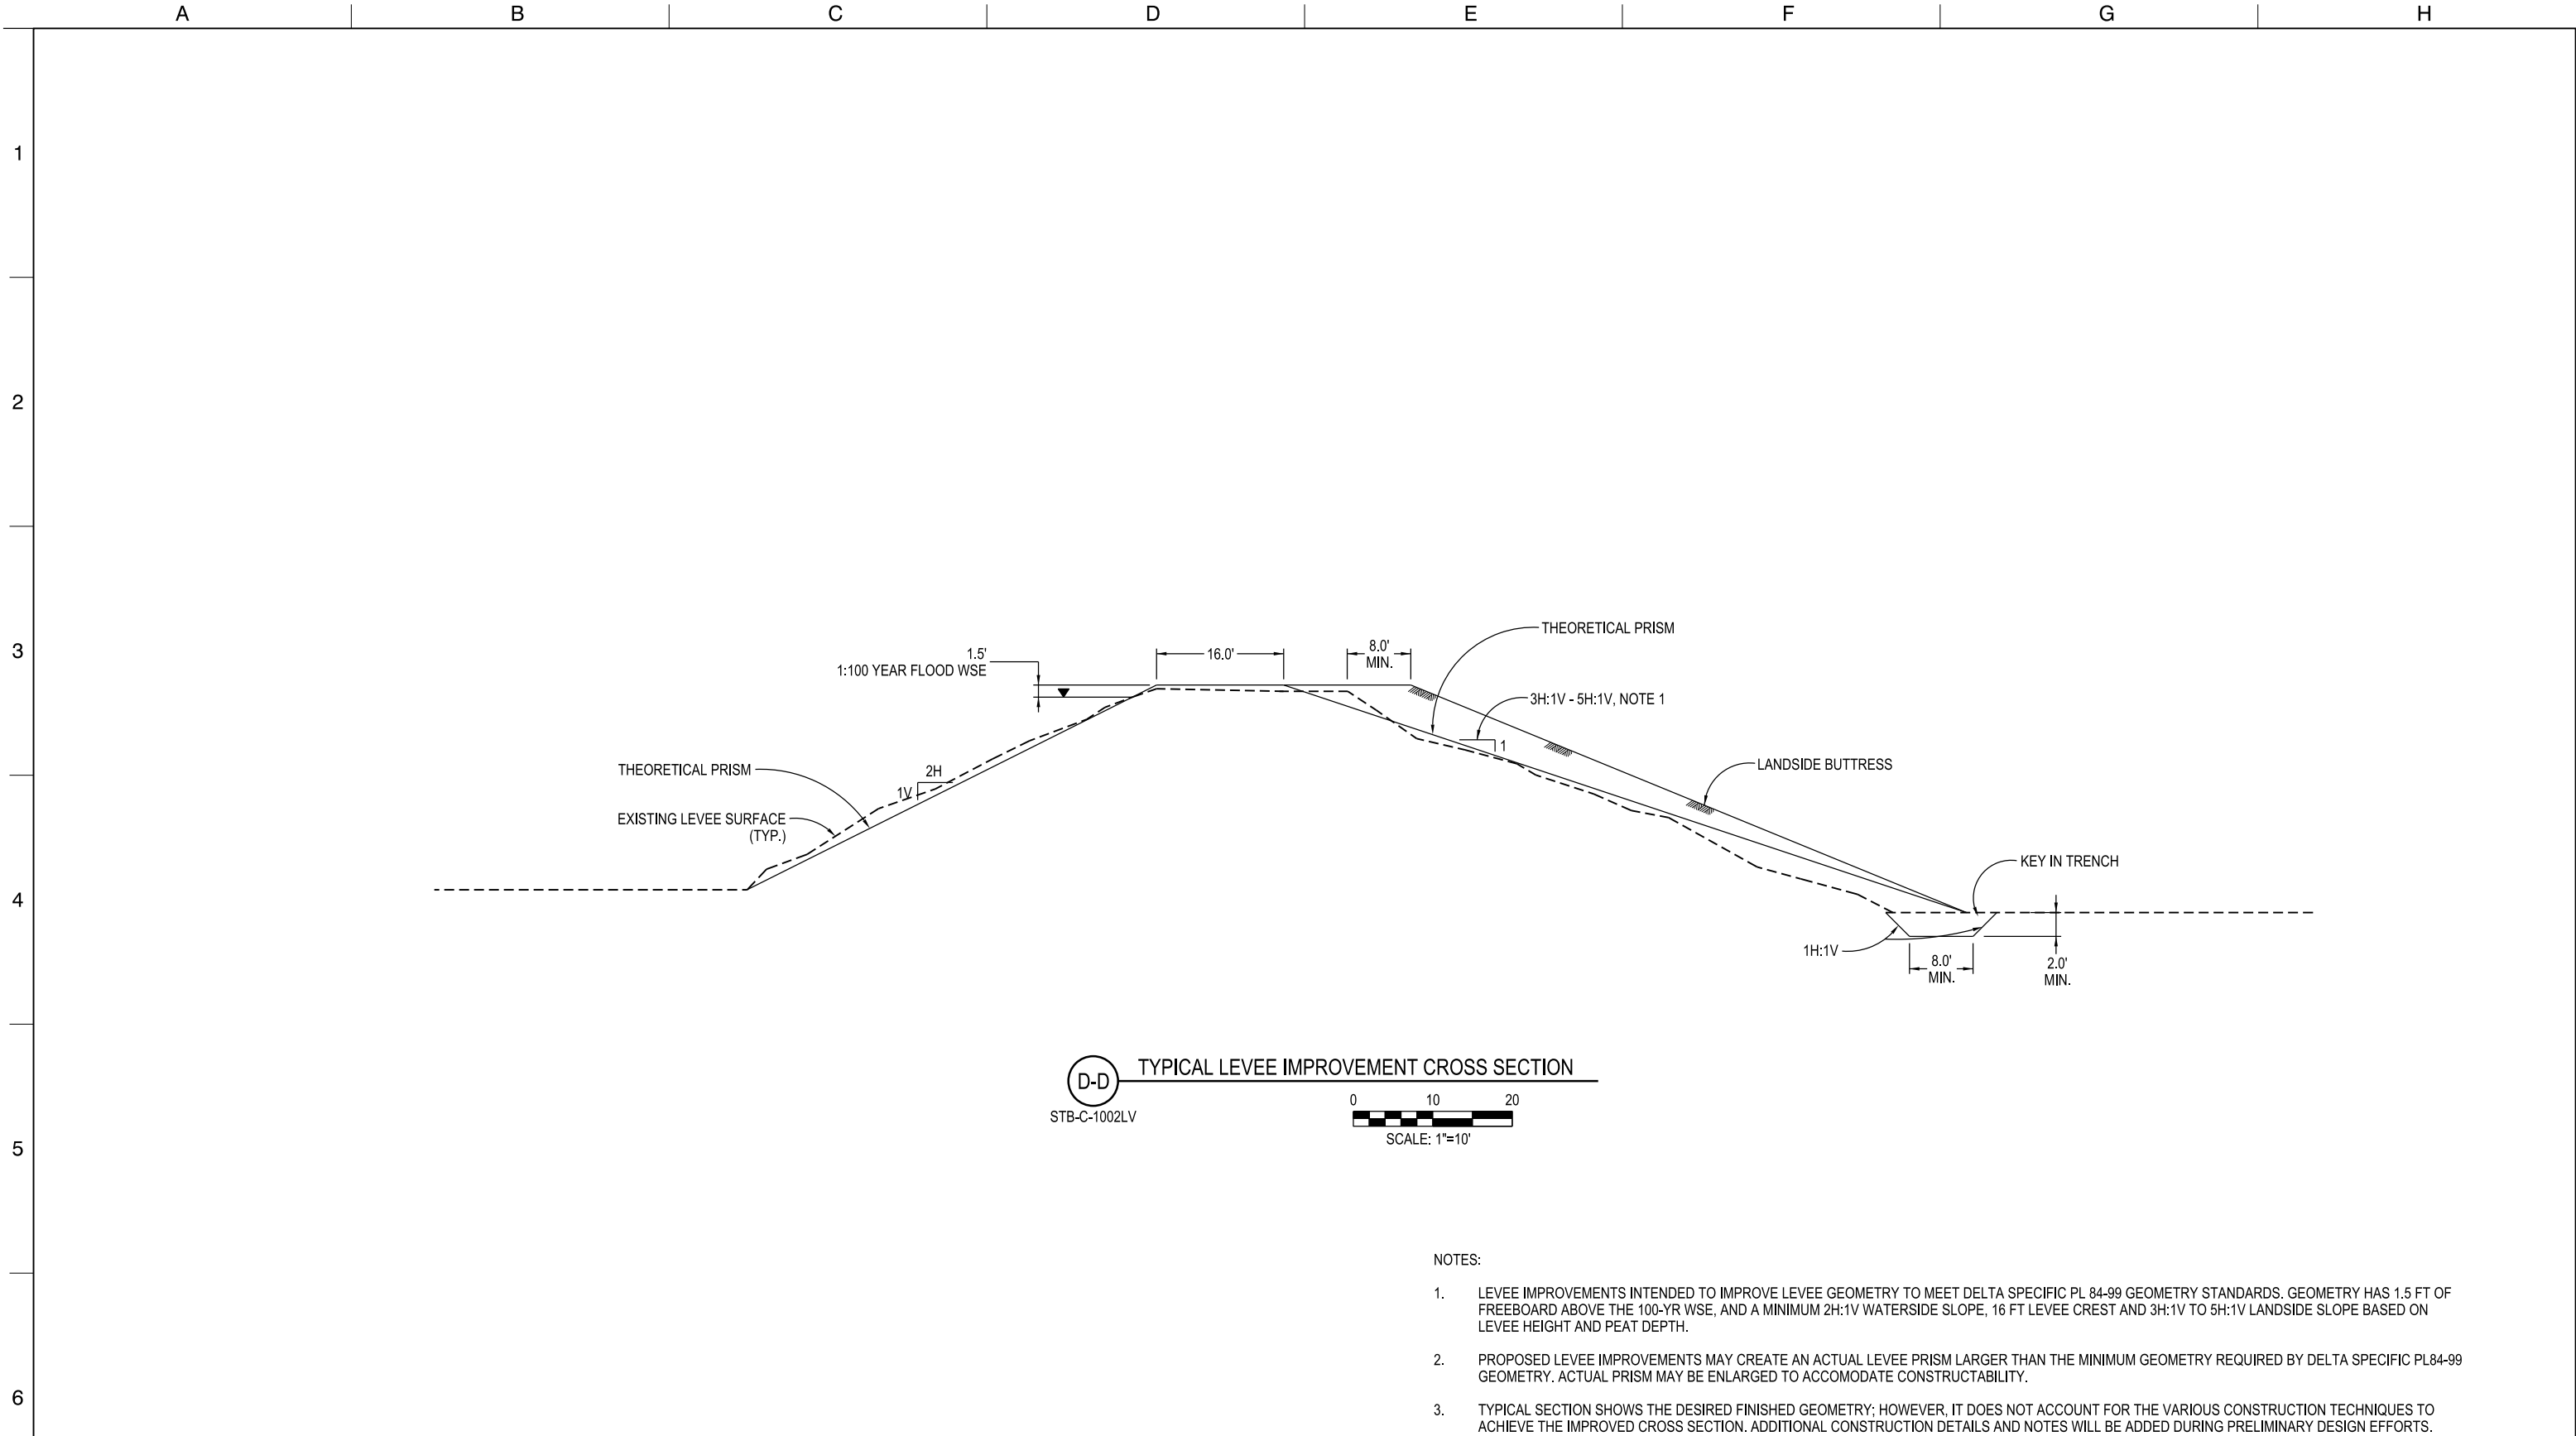 A B C D E F G H
1
2
3
4
5
6
1.5'
1:100 YEAR FLOOD WSE
16.0'
8.0'
MIN.
THEORETICAL PRISM
3H:1V - 5H:1V, NOTE 1
1
LANDSIDE BUTTRESS
THEORETICAL PRISM
2H
1V
EXISTING LEVEE SURFACE
(TYP.)
KEY IN TRENCH
1H:1V
8.0'
MIN.
2.0'
MIN.
D-D
TYPICAL LEVEE IMPROVEMENT CROSS SECTION
STB-C-1002LV
0 10 20
SCALE: 1"=10'
NOTES:
1. LEVEE IMPROVEMENTS INTENDED TO IMPROVE LEVEE GEOMETRY TO MEET DELTA SPECIFIC PL 84-99 GEOMETRY STANDARDS. GEOMETRY HAS 1.5 FT OF
FREEBOARD ABOVE THE 100-YR WSE, AND A MINIMUM 2H:1V WATERSIDE SLOPE, 16 FT LEVEE CREST AND 3H:1V TO 5H:1V LANDSIDE SLOPE BASED ON
LEVEE HEIGHT AND PEAT DEPTH.
2. PROPOSED LEVEE IMPROVEMENTS MAY CREATE AN ACTUAL LEVEE PRISM LARGER THAN THE MINIMUM GEOMETRY REQUIRED BY DELTA SPECIFIC PL84-99
GEOMETRY. ACTUAL PRISM MAY BE ENLARGED TO ACCOMODATE CONSTRUCTABILITY.
3. TYPICAL SECTION SHOWS THE DESIRED FINISHED GEOMETRY; HOWEVER, IT DOES NOT ACCOUNT FOR THE VARIOUS CONSTRUCTION TECHNIQUES TO
ACHIEVE THE IMPROVED CROSS SECTION. ADDITIONAL CONSTRUCTION DETAILS AND NOTES WILL BE ADDED DURING PRELIMINARY DESIGN EFFORTS.